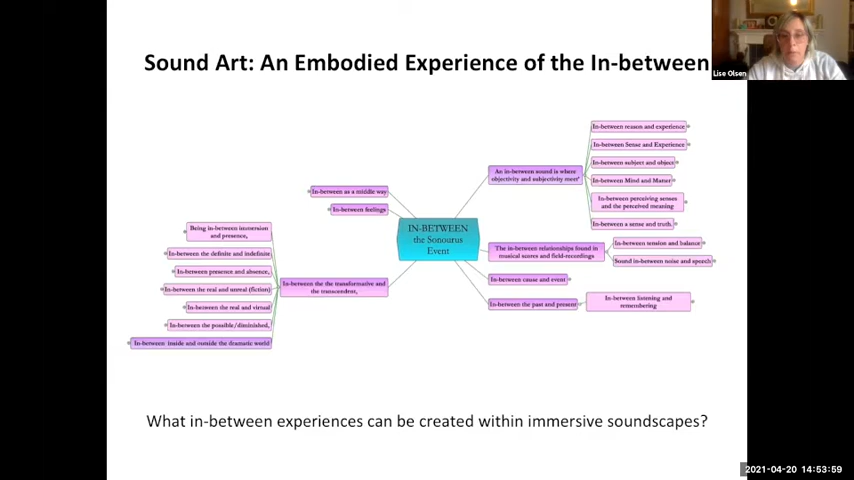 Sound Art: An Embodied Experience of the In-between
Lise Olsen
In-between reason and experience
In-between Sense and Experience
In-between subject and object
In-between Mind and Matter
In-between perceiving senses
and the perceived meaning
In-between a sense and truth.
An in-between sound is where
objectivity and subjectivity meet'
In-between as a middle way
In-between feelings
IN-BETWEEN
the Sonourus
Event
The in-between relationships found in
musical scores and field-recordings
In-between tension and balance
Sound in-between noise and speech
In-between cause and event
In-between the past and present
In-between listening and
remembering
In-between the the transformative and
the transcendent,
Being in-between immersion
and presence,
In-between the definite and indefinite
In-between presence and absence,
In-between the real and unreal (fiction)
In-between the real and virtual
In-between the possible/diminished,
In-between: inside and outside the dramatic world
What in-between experiences can be created within immersive soundscapes?
2021-04-20 14:53:59